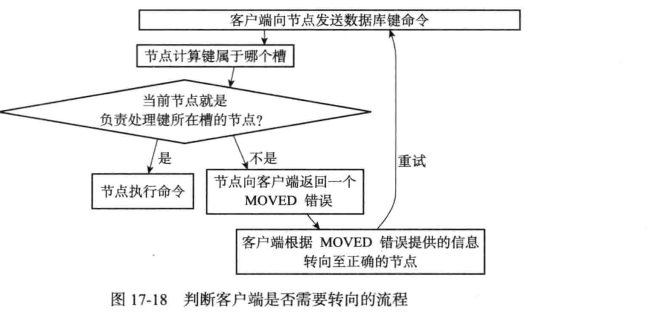 客户端向节点发送数据库键命令
节点计算键属于哪个槽
当前节点就是
负责处理键所在槽的节点?
是
不是
重试
节点执行命令
节点向客户端返回一个
MOVED 错误
客户端根据 MOVED 错误提供的信息
转向至正确的节点
图 17-18 判断客户端是否需要转向的流程